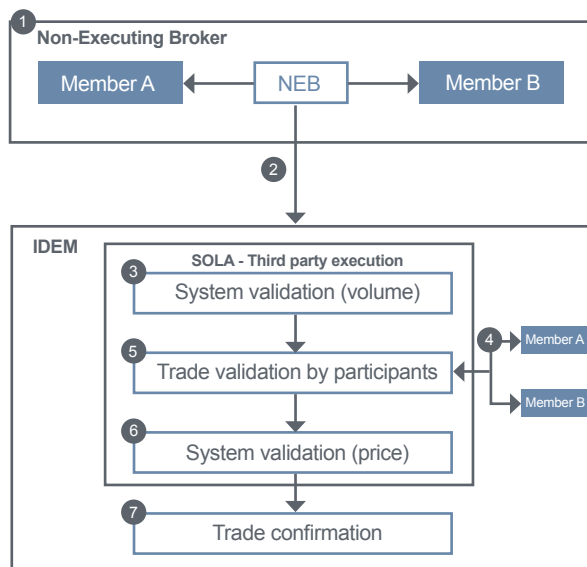 1
Non-Executing Broker
Member A
NEB
Member B
2
IDEM
SOLA - Third party execution
3
System validation (volume)
4
Member A
5
Trade validation by participants
Member B
6
System validation (price)
7
Trade confirmation